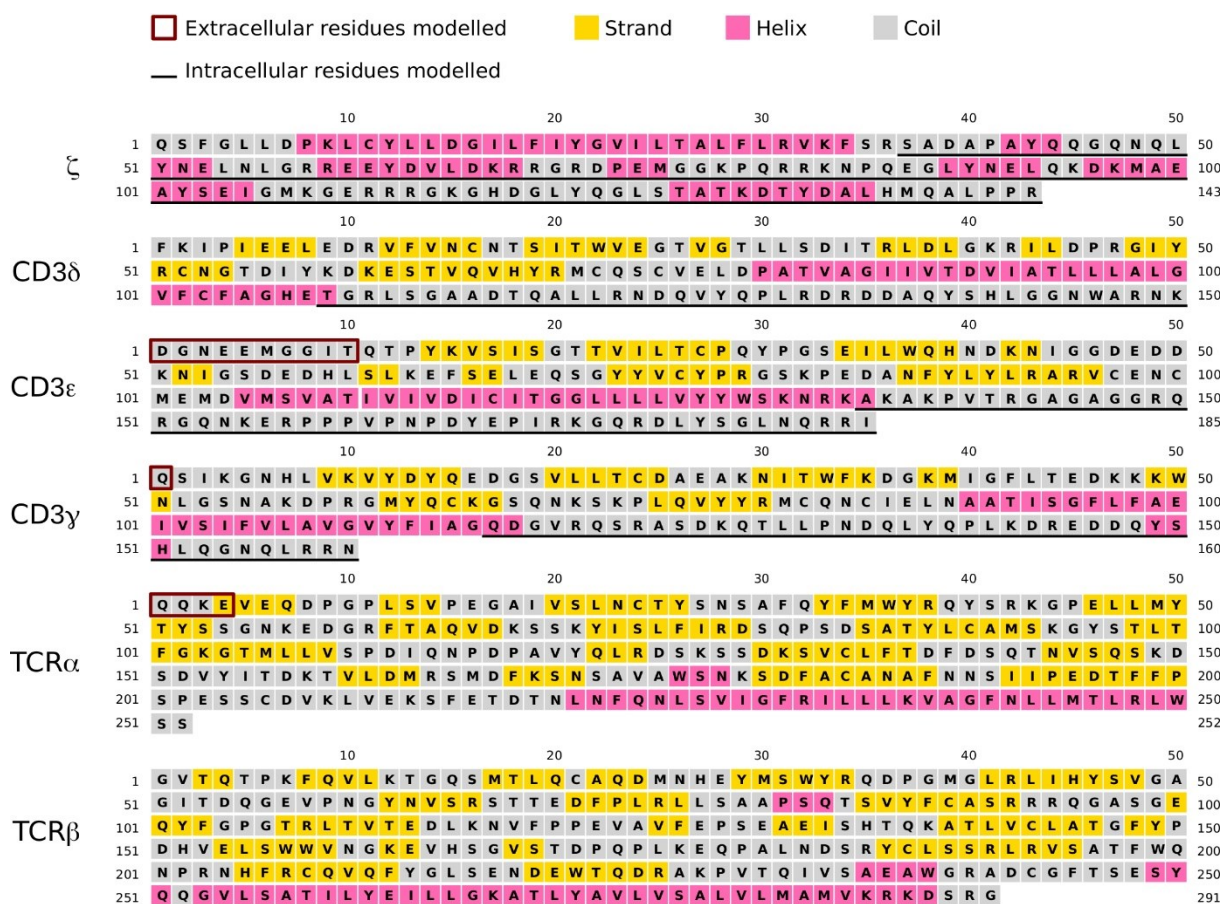 Extracellular residues modelled Strand Helix Coil
Intracellular residues modelled
10 20 30 40 50
1 Q S F G L L D P K L C Y L L D G I L F I Y G V I L T A L F L R V K F S R S A D A P A Y Q Q G Q N Q L 50
ζ
51 Y N E L N L G R R E E Y D V L D K R R G R D P E M G G K P Q R R K N P Q E G L Y N E L Q K D K M A E 100
101 A Y S E I G M K G E R R R G K G H D G L Y Q G L S T A T K D T Y D A L H M Q A L P P R 143
10 20 30 40 50
1 F K I P I E E L E D R V F V N C N T S I T W V E G T V G T L L S D I T R L D L G K R I L D P R G I Y 50
CD3δ
51 R C N G T D I Y K D K E S T V Q V H Y R M C Q S C V E L D P A T V A G I I V T D V I A T L L L A L G 100
101 V F C F A G H E T G R L S G A A D T Q A L L R N D Q V Y Q P L R D R D D A Q Y S H L G G N W A R N K 150
10 20 30 40 50
1 D G N E E M G G I T Q T P Y K V S I S G T T V I L T C P Q Y P G S E I L W Q H N D K N I G G D E D D 50
CD3ε
51 K N I G S D E D H L S L K E F S E L E Q S G Y Y V C Y P R G S K P E D A N F Y L Y L R A R V C E N C 100
101 M E M D V M S V A T I V I V D I C I T G G L L L L V Y Y W S K N R K A K A K P V T R G A G A G G R Q 150
151 R G Q N K E R P P P V P N P D Y E P I R K G Q R D L Y S G L N Q R R I 185
10 20 30 40 50
1 Q S I K G N H L V K V Y D Y Q E D G S V L L T C D A E A K N I T W F K D G K M I G F L T E D K K K W 50
CD3γ
51 N L G S N A K D P R G M Y Q C K G S Q N K S K P L Q V Y Y R M C Q N C I E L N A A T I S G F L F A E 100
101 I V S I F V L A V G V Y F I A G Q D G V R Q S R A S D K Q T L L P N D Q L Y Q P L K D R E D D Q Y S 150
151 H L Q G N Q L R R N 160
10 20 30 40 50
1 Q Q K E V E Q D P G P L S V P E G A I V S L N C T Y S N S A F Q Y F M W Y R Q Y S R K G P E L L M Y 50
51 T Y S S G N K E D G R F T A Q V D K S S K Y I S L F I R D S Q P S D S A T Y L C A M S K G Y S T L T 100
TCRα
101 F G K G T M L L V S P D I Q N P D P A V Y Q L R D S K S S D K S V C L F T D F D S Q T N V S Q S K D 150
151 S D V Y I T D K T V L D M R S M D F K S N S A V A W S N K S D F A C A N A F N N S I I P E D T F F P 200
201 S P E S S C D V K L V E K S F E T D T N L N F Q N L S V I G F R I L L L K V A G F N L L M T L R L W 250
251 S S 252
10 20 30 40 50
1 G V T Q T P K F Q V L K T G Q S M T L Q C A Q D M N H E Y M S W Y R Q D P G M G L R L I H Y S V G A 50
51 G I T D Q G E V P N G Y N V S R S T T E D F P L R L L S A A P S Q T S V Y F C A S R R R Q G A S G E 100
TCRβ
101 Q Y F G P G T R L T V T E D L K N V F P P E V A V F E P S E A E I S H T Q K A T L V C L A T G F Y P 150
151 D H V E L S W W V N G K E V H S G V S T D P Q P L K E Q P A L N D S R Y C L S S R L R V S A T F W Q 200
201 N P R N H F R C Q V Q F Y G L S E N D E W T Q D R A K P V T Q I V S A E A W G R A D C G F T S E S Y 250
251 Q Q G V L S A T I L Y E I L L G K A T L Y A V L V S A L V L M A M V K R K D S R G 291